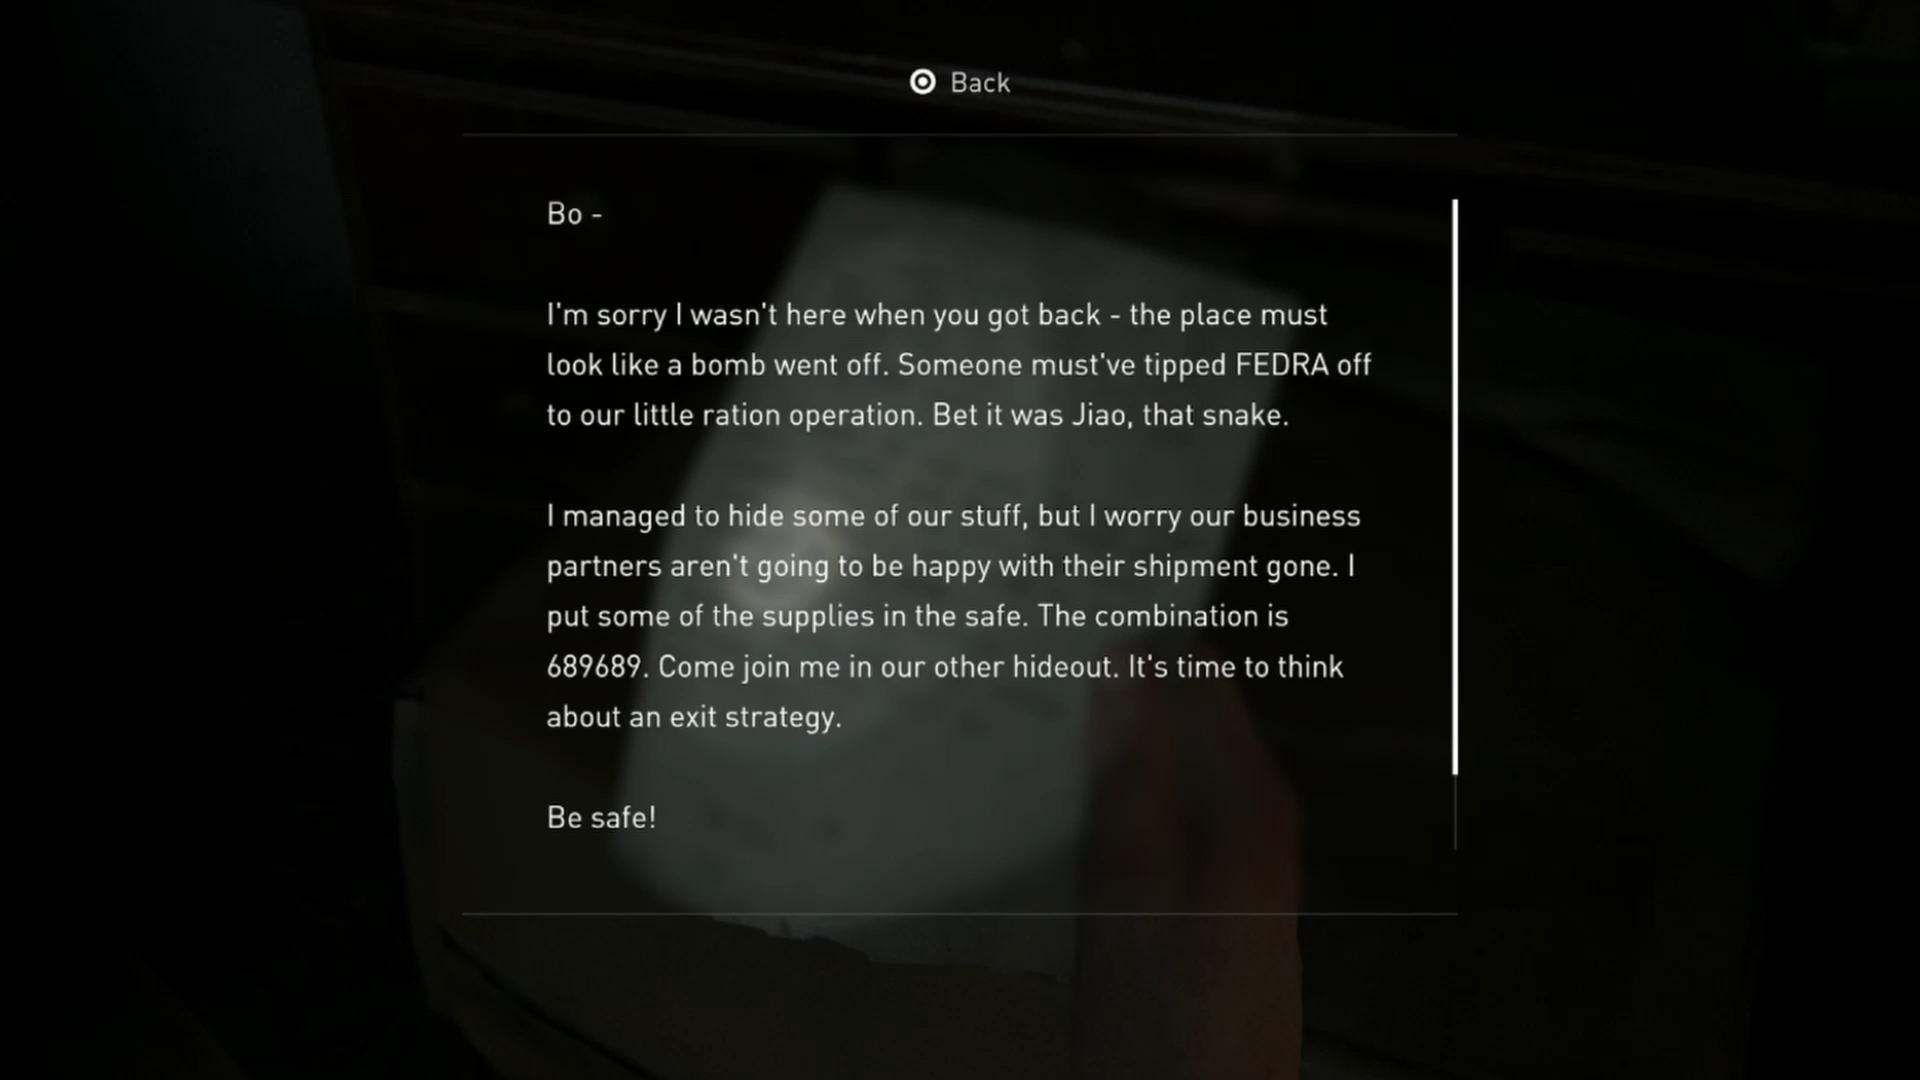 Back
Bo -
I'm sorry I wasn't here when you got back - the place must
look like a bomb went off. Someone must've tipped FEDRA off
to our little ration operation. Bet it was Jiao, that snake.
I managed to hide some of our stuff, but I worry our business
partners aren't going to be happy with their shipment gone. I
put some of the supplies in the safe. The combination is
689689. Come join me in our other hideout. It's time to think
about an exit strategy.
Be safe!